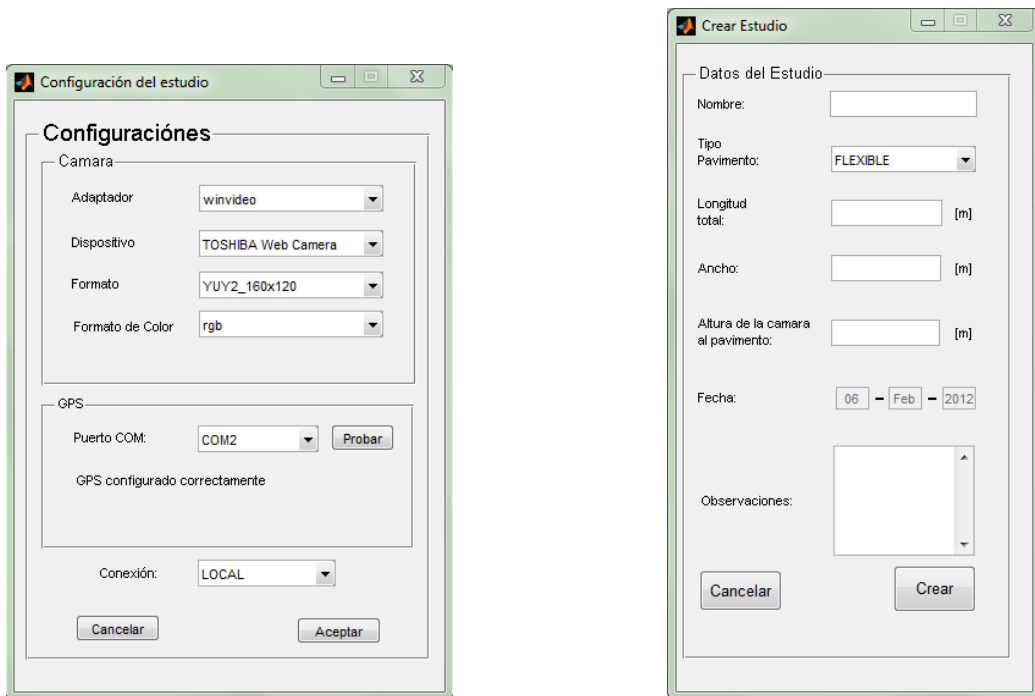 Configuración del estudio
Configuraciónes
Camara
Adaptador winvideo
Dispositivo TOSHIBA Web Camera
Formato YUY2_160x120
Formato de Color rgb
GPS
Puerto COM: COM2 Probar
GPS configurado correctamente
Conexión: LOCAL
Cancelar Aceptar
Crear Estudio
Datos del Estudio
Nombre:
Tipo
Pavimento: FLEXIBLE
Longitud
total: [m]
Ancho: [m]
Altura de la camara
al pavimento: [m]
Fecha: 06 - Feb - 2012
Observaciones:
Cancelar Crear